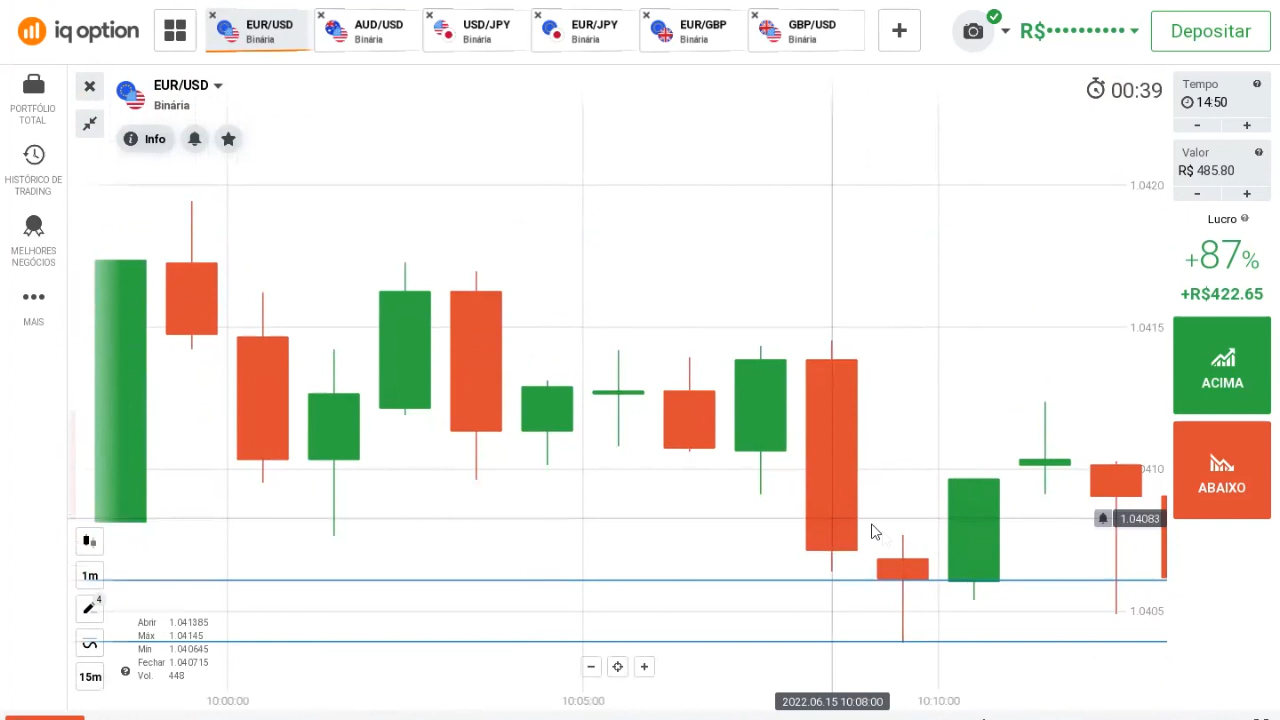 iq option
EUR/USD
Binária
AUD/USD
Binária
USD/JPY
Binária
EUR/JPY
Binária
EUR/GBP
Binária
GBP/USD
Binária
R$••••••••••
Depositar
PORTFÓLIO
TOTAL
HISTÓRICO DE
TRADING
MELHORES
NEGÓCIOS
MAIS
EUR/USD
Binária
Info
00:39
Tempo
14:50
- +
Valor
R$ 485.80
- +
Lucro
+87%
+R$422.65
ACIMA
ABAIXO
1.0420
1.0415
1.0410
1.04083
1.0405
1m
4
15m
Abrir 1.041385
Máx 1.04145
Mín 1.040645
Fechar 1.040715
Vol. 448
10:00:00
10:05:00
2022.06.15 10:08:00
10:10:00